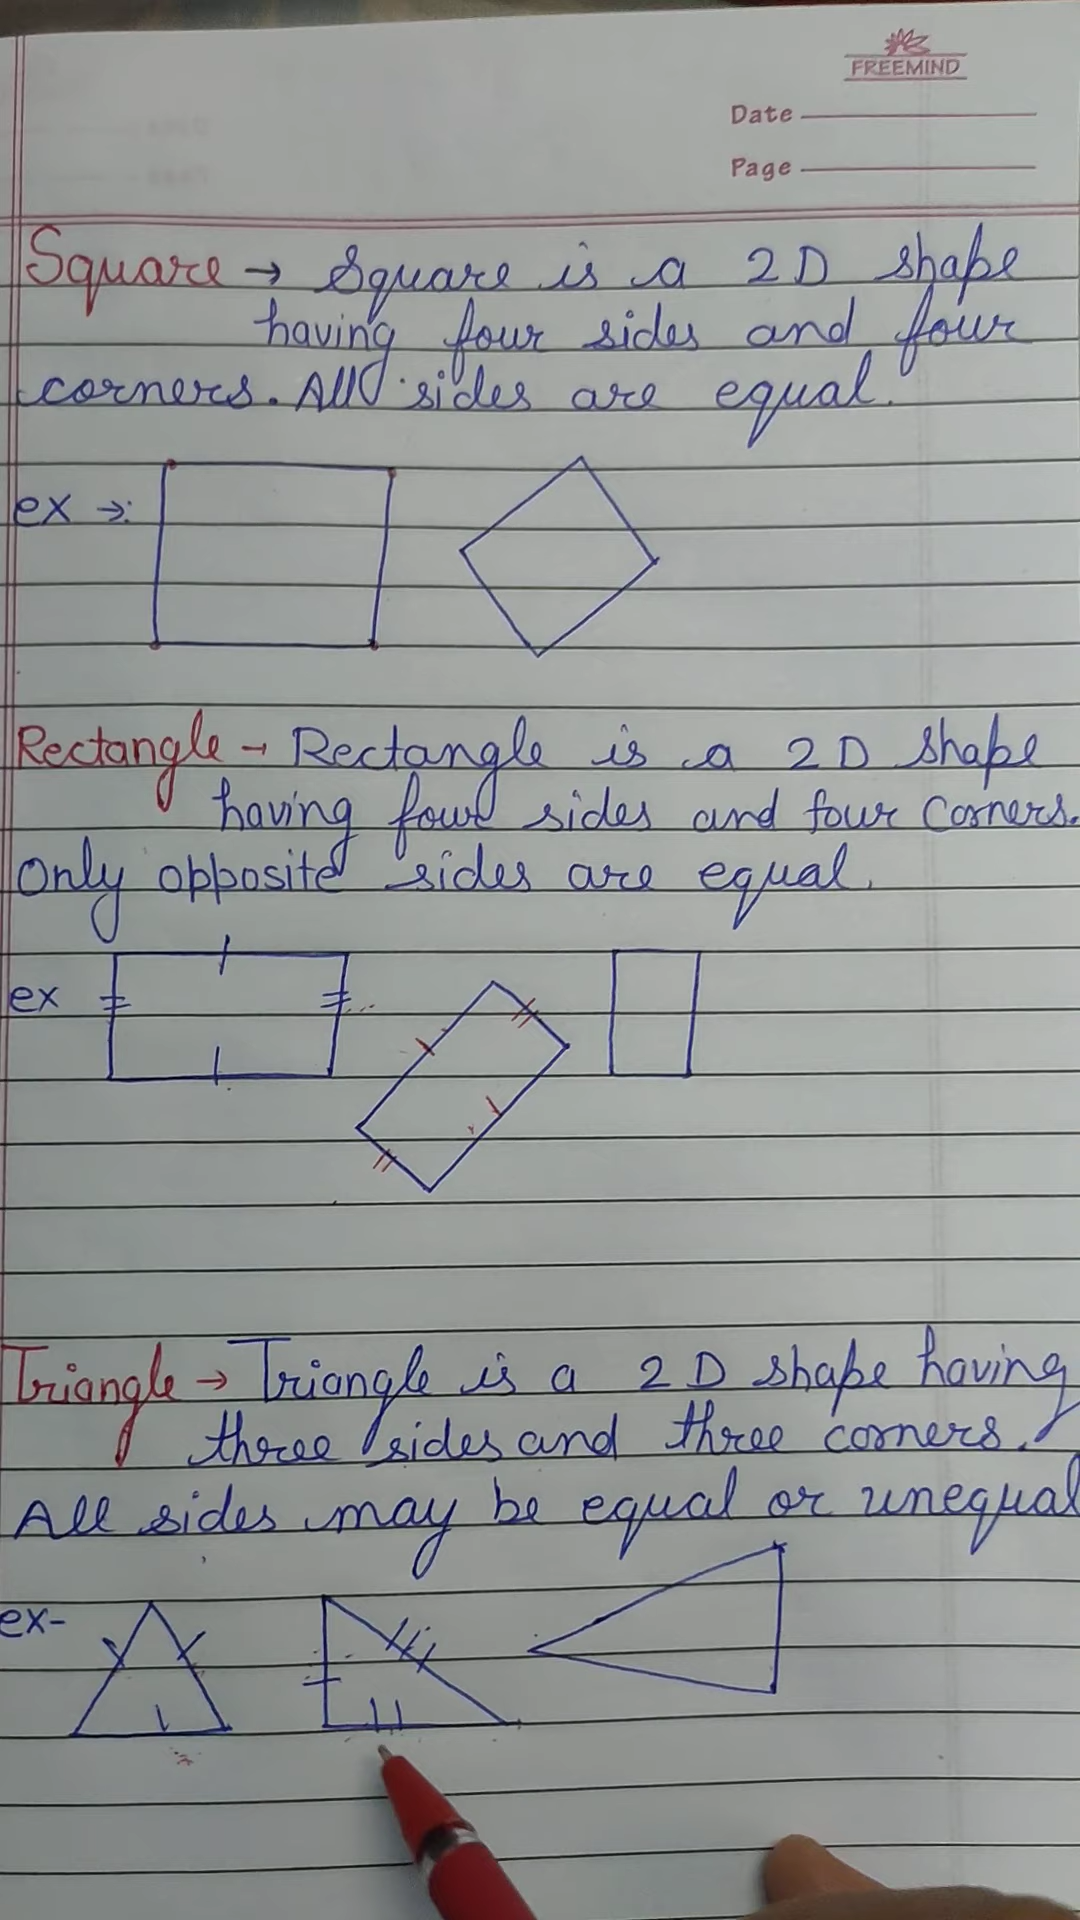 FREEMIND
Date
Page
Square → Square is a 2D shape
having four sides and four
corners. All sides are equal.
ex →:
Rectangle → Rectangle is a 2D shape
having four sides and four corners.
Only opposite sides are equal.
ex
Triangle → Triangle is a 2D shape having
three sides and three corners.
All sides may be equal or unequal
ex-